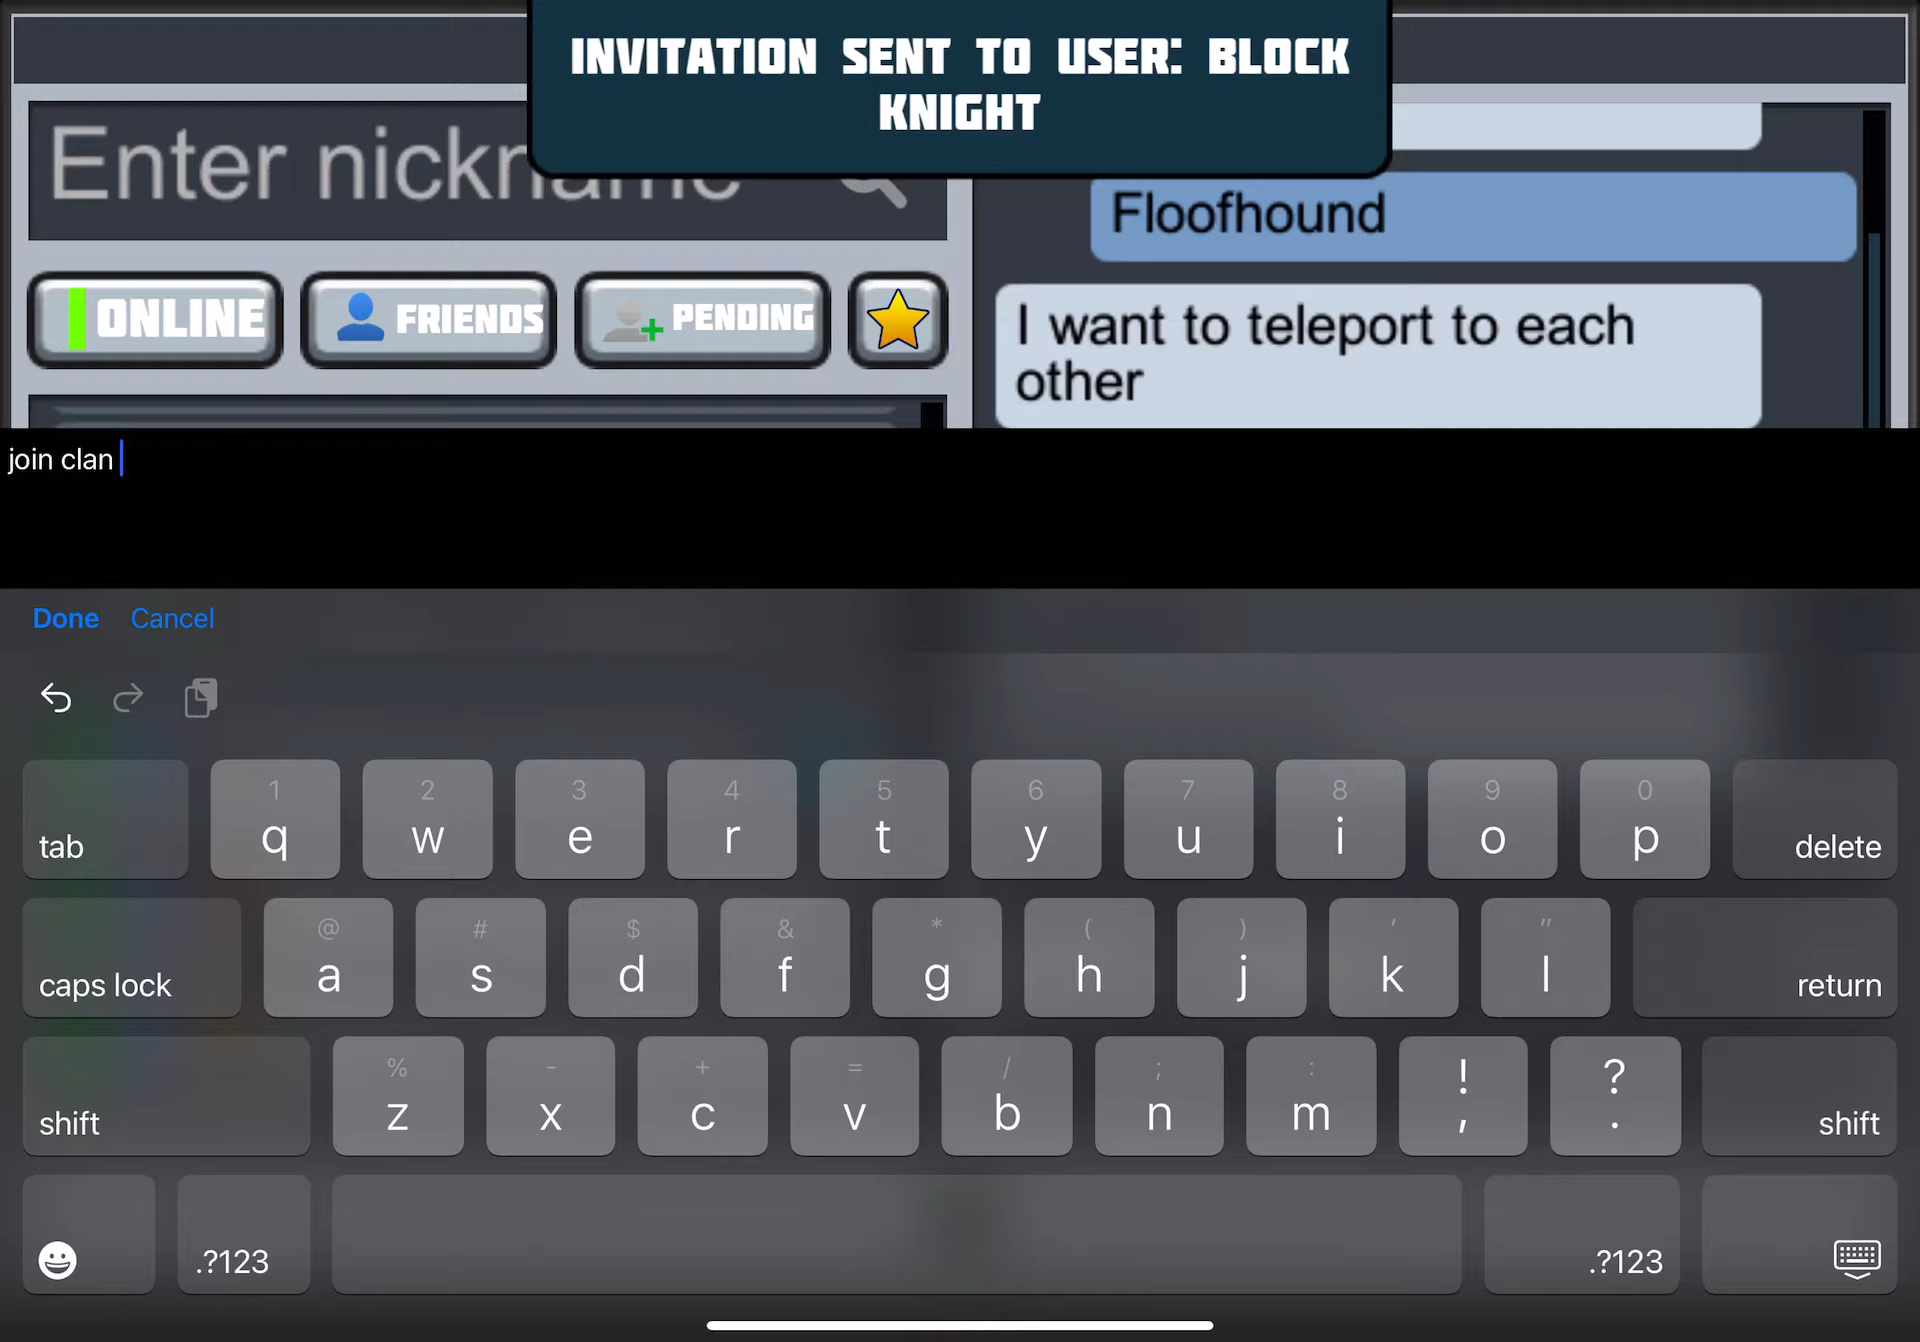 INVITATION SENT TO USER: BLOCK
KNIGHT
Enter nickname
ONLINE
FRIENDS
PENDING
Floofhound
I want to teleport to each
other
join clan
Done Cancel
tab 1 q 2 w 3 e 4 r 5 t 6 y 7 u 8 i 9 o 0 p delete
caps lock @ a # s $ d & f * g ( h ) j ' k " l return
shift % z - x + c = v / b ; n : m ! , ? . shift
.?123 .?123